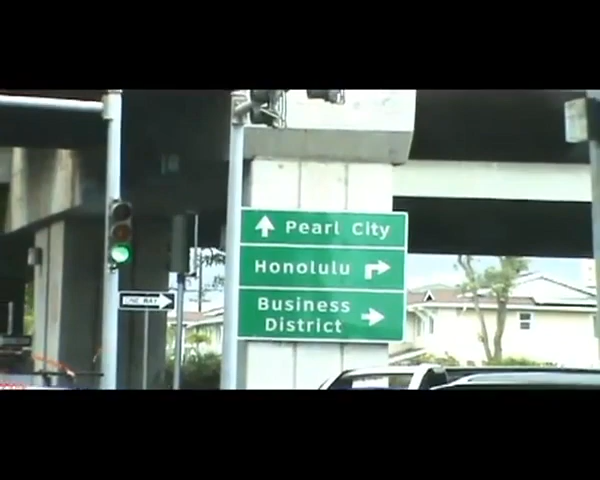 Pearl City
Honolulu
Business
District
ONE WAY